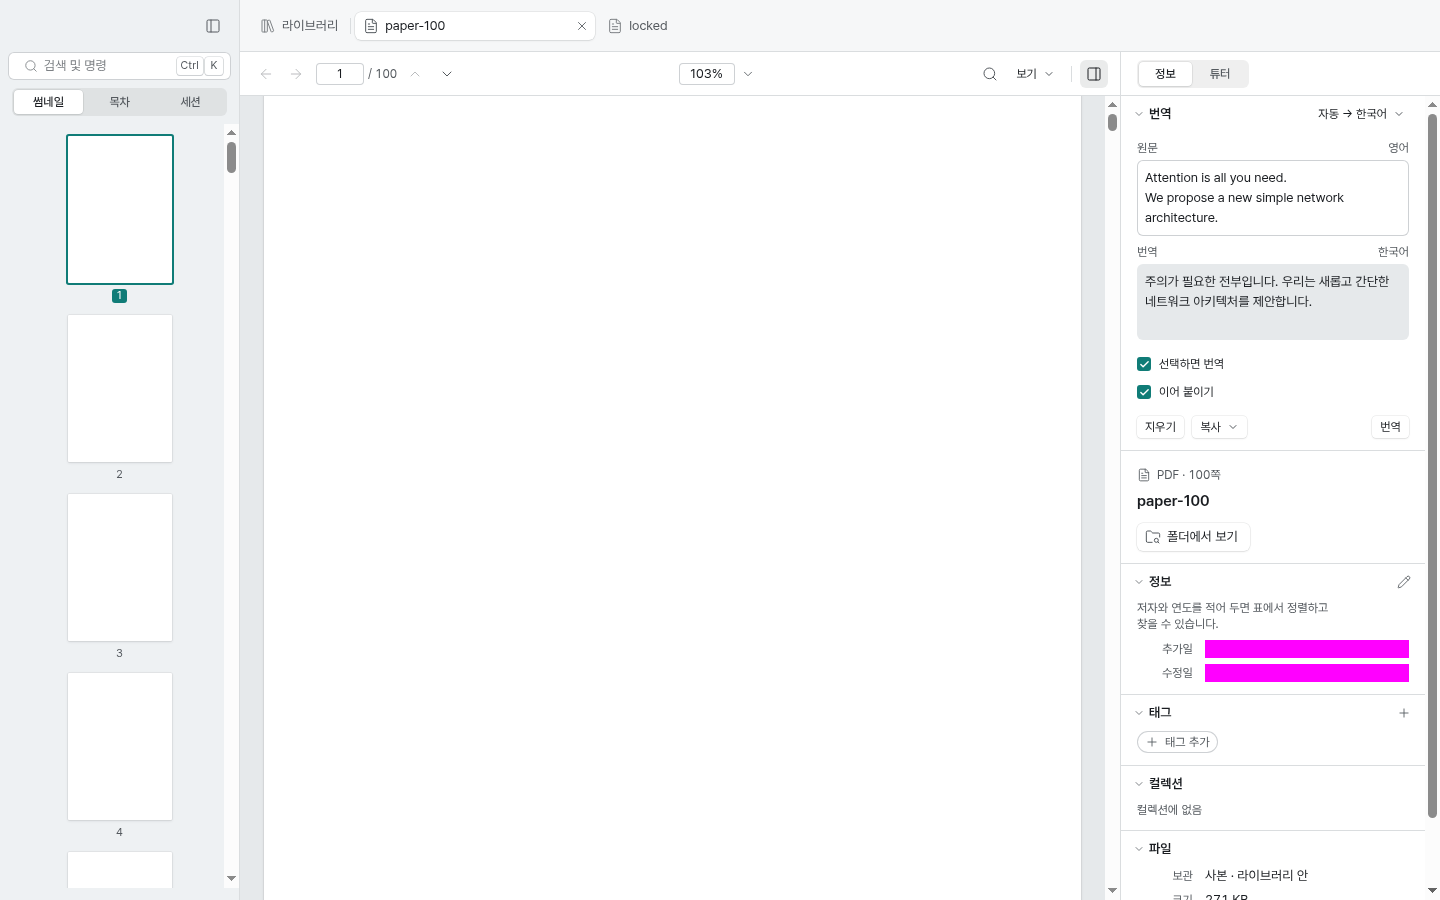 라이브러리
paper-100
locked
검색 및 명령
Ctrl
K
썸네일
목차
세션
1
2
3
4
1
/ 100
103%
보기
정보
튜터
번역
자동 → 한국어
원문
영어
Attention is all you need.
We propose a new simple network
architecture.
번역
한국어
주의가 필요한 전부입니다. 우리는 새롭고 간단한
네트워크 아키텍처를 제안합니다.
선택하면 번역
이어 붙이기
지우기
복사
번역
PDF · 100쪽
paper-100
폴더에서 보기
정보
저자와 연도를 적어 두면 표에서 정렬하고
찾을 수 있습니다.
추가일
수정일
태그
태그 추가
컬렉션
컬렉션에 없음
파일
보관
사본 · 라이브러리 안